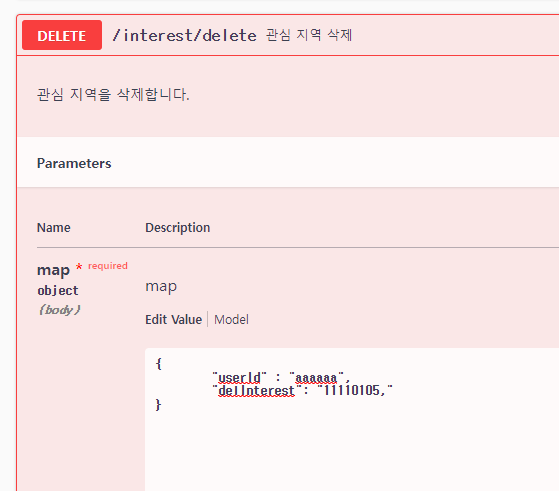 DELETE /interest/delete 관심 지역 삭제
관심 지역을 삭제합니다.
Parameters
Name Description
map * required
object
(body)
map
Edit Value Model
{
"userId" : "aaaaaa",
"delInterest": "11110105,"
}